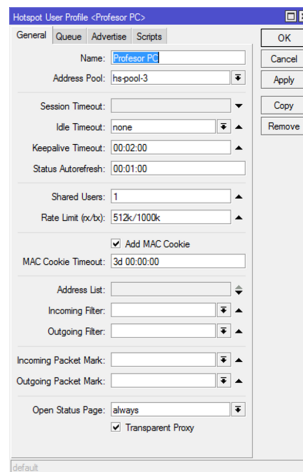 Hotspot User Profile <Profesor PC>
General Queue Advertise Scripts
OK
Cancel
Apply
Copy
Remove
Name: Profesor PC
Address Pool: hs-pool-3
Session Timeout:
Idle Timeout: none
Keepalive Timeout: 00:02:00
Status Autorefresh: 00:01:00
Shared Users: 1
Rate Limit (rx/tx): 512k/1000k
Add MAC Cookie
MAC Cookie Timeout: 3d 00:00:00
Address List:
Incoming Filter:
Outgoing Filter:
Incoming Packet Mark:
Outgoing Packet Mark:
Open Status Page: always
Transparent Proxy
default